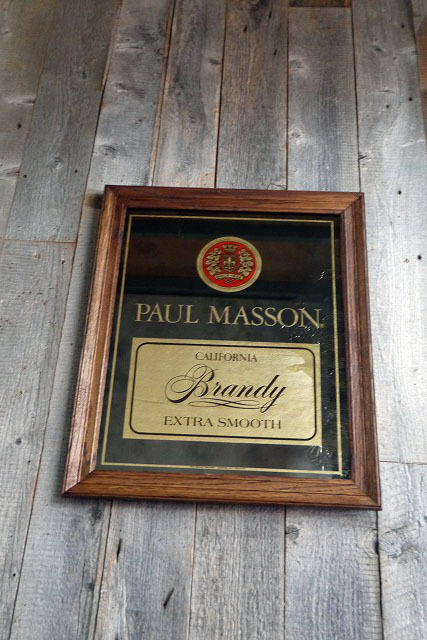 PAUL MASSON
CALIFORNIA
Brandy
EXTRA SMOOTH